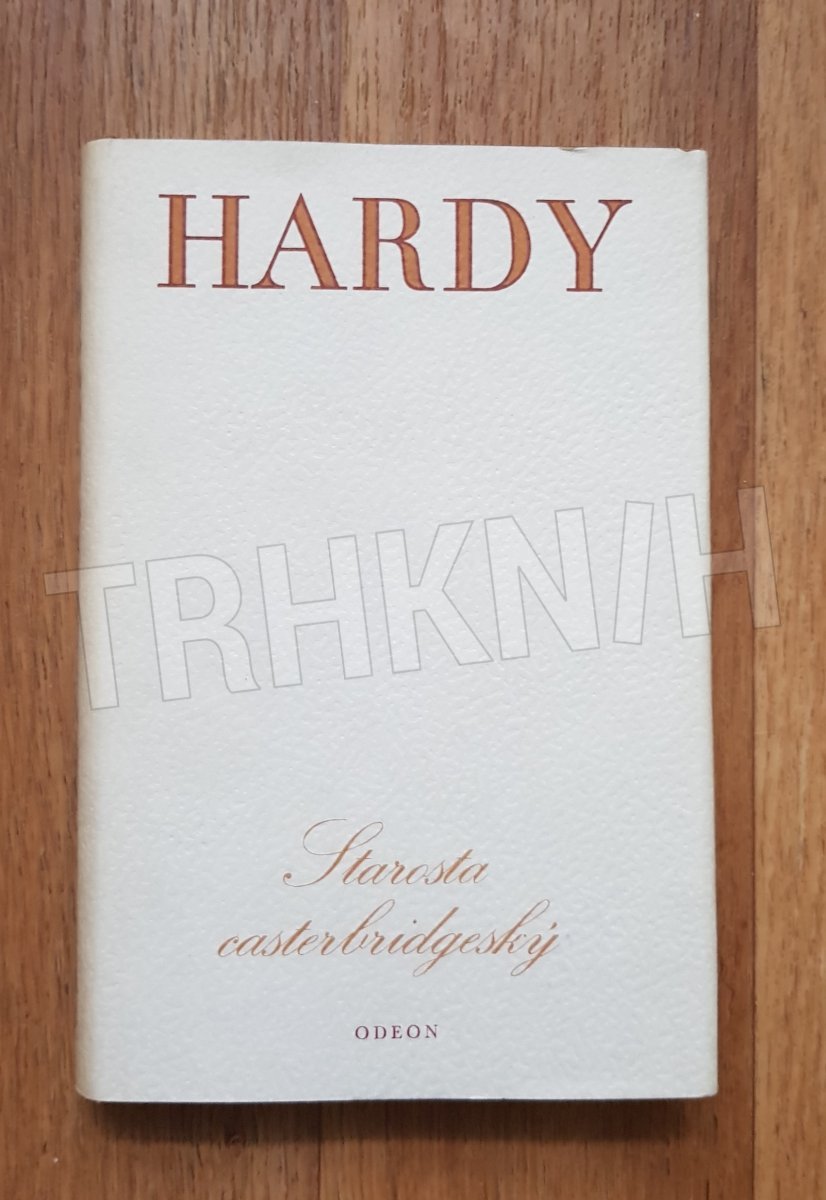 HARDY
TRHKNIH
Starosta
casterbridgeský
ODEON